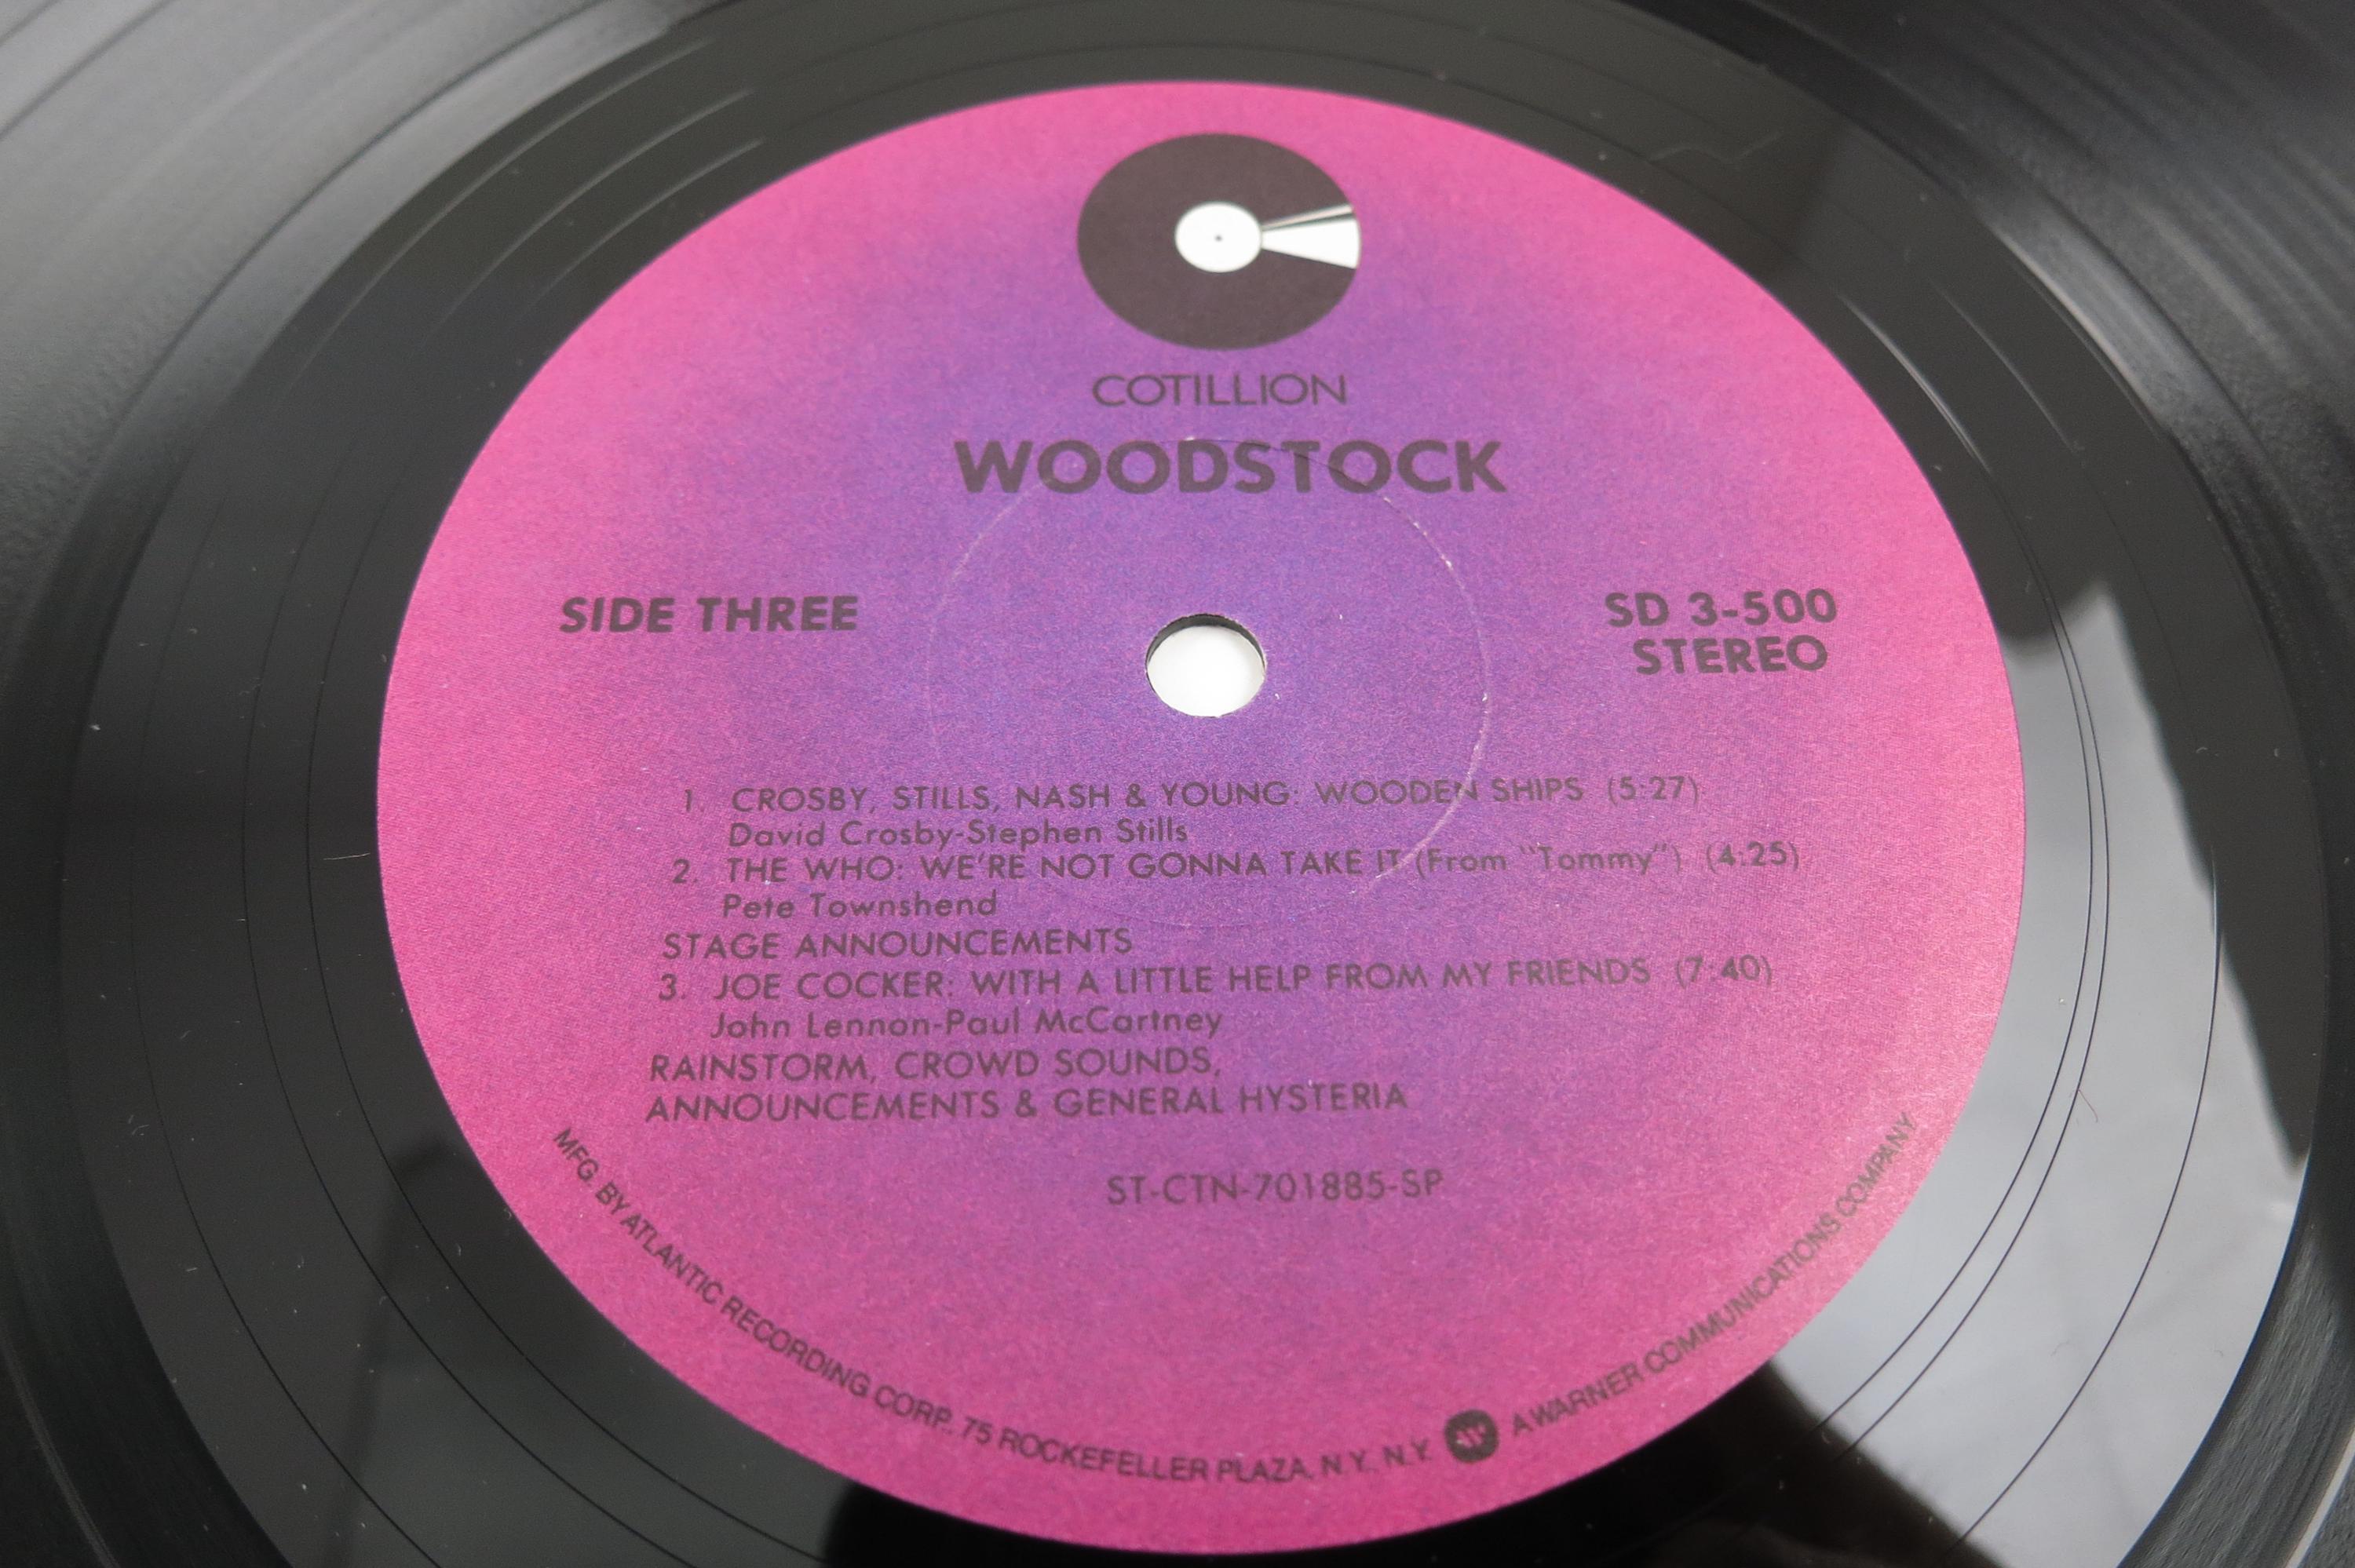 COTILLION
WOODSTOCK
SIDE THREE
SD 3-500
STEREO
1. CROSBY, STILLS, NASH & YOUNG: WOODEN SHIPS (5:27)
David Crosby-Stephen Stills
2. THE WHO: WE'RE NOT GONNA TAKE IT (From "Tommy") (4:25)
Pete Townshend
STAGE ANNOUNCEMENTS
3. JOE COCKER: WITH A LITTLE HELP FROM MY FRIENDS (7:40)
John Lennon-Paul McCartney
RAINSTORM, CROWD SOUNDS,
ANNOUNCEMENTS & GENERAL HYSTERIA
ST-CTN-701885-SP
MFG. BY ATLANTIC RECORDING CORP., 75 ROCKEFELLER PLAZA, N.Y., N.Y. A WARNER COMMUNICATIONS COMPANY